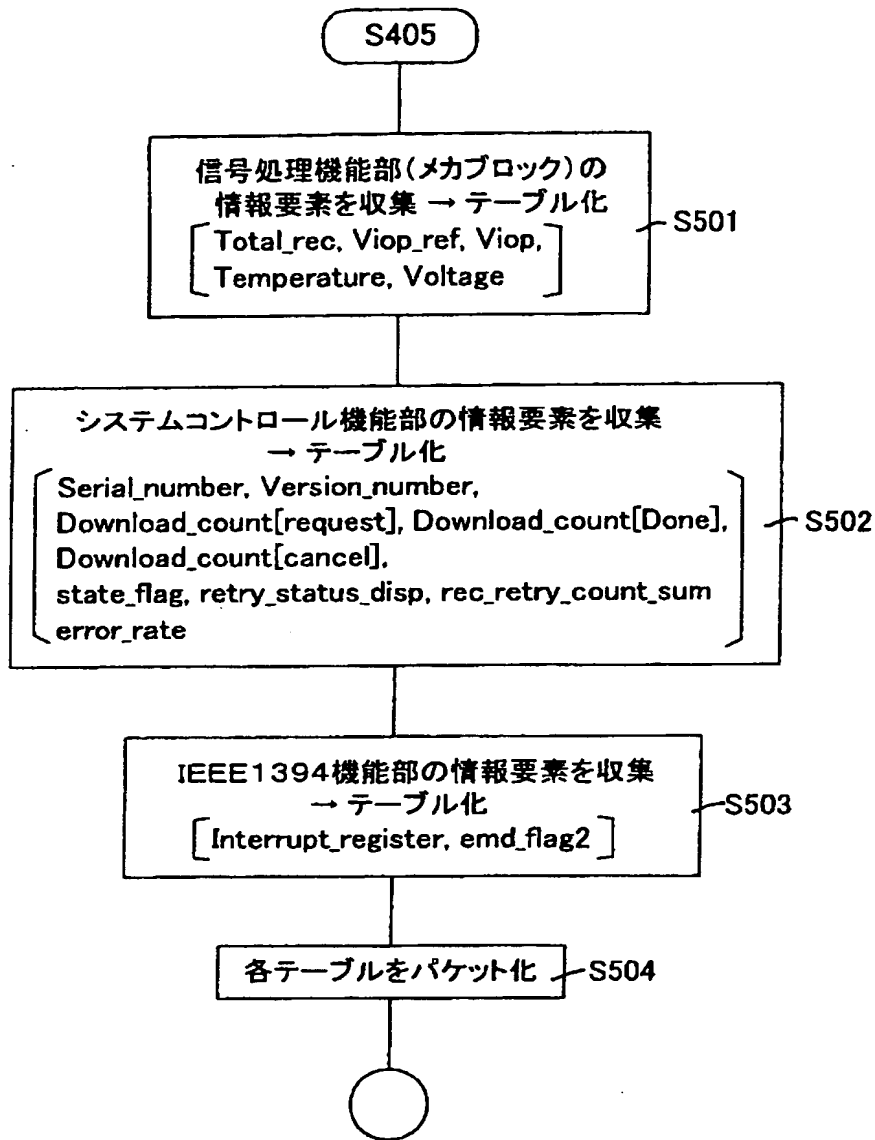 S405
信号処理機能部(メカブロック)の
情報要素を収集 → テーブル化
Total_rec, Viop_ref, Viop,
Temperature, Voltage
S501
システムコントロール機能部の情報要素を収集
→ テーブル化
Serial_number, Version_number,
Download_count[request], Download_count[Done],
Download_count[cancel],
state_flag, retry_status_disp, rec_retry_count_sum
error_rate
S502
IEEE1394機能部の情報要素を収集
→ テーブル化
Interrupt_register, emd_flag2
S503
各テーブルをパケット化
S504